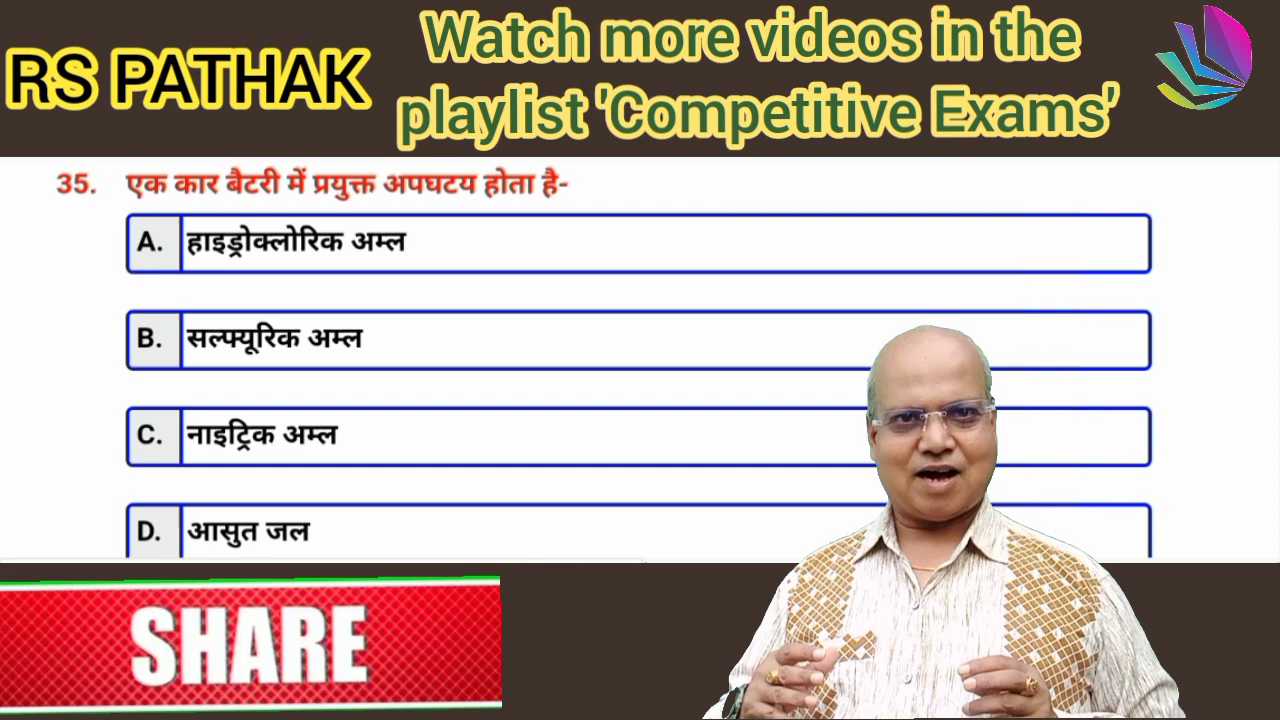 RS PATHAK
Watch more videos in the
playlist 'Competitive Exams'
35. एक कार बैटरी में प्रयुक्त अपघटय होता है-
A. हाइड्रोक्लोरिक अम्ल
B. सल्फ्यूरिक अम्ल
C. नाइट्रिक अम्ल
D. आसुत जल
SHARE